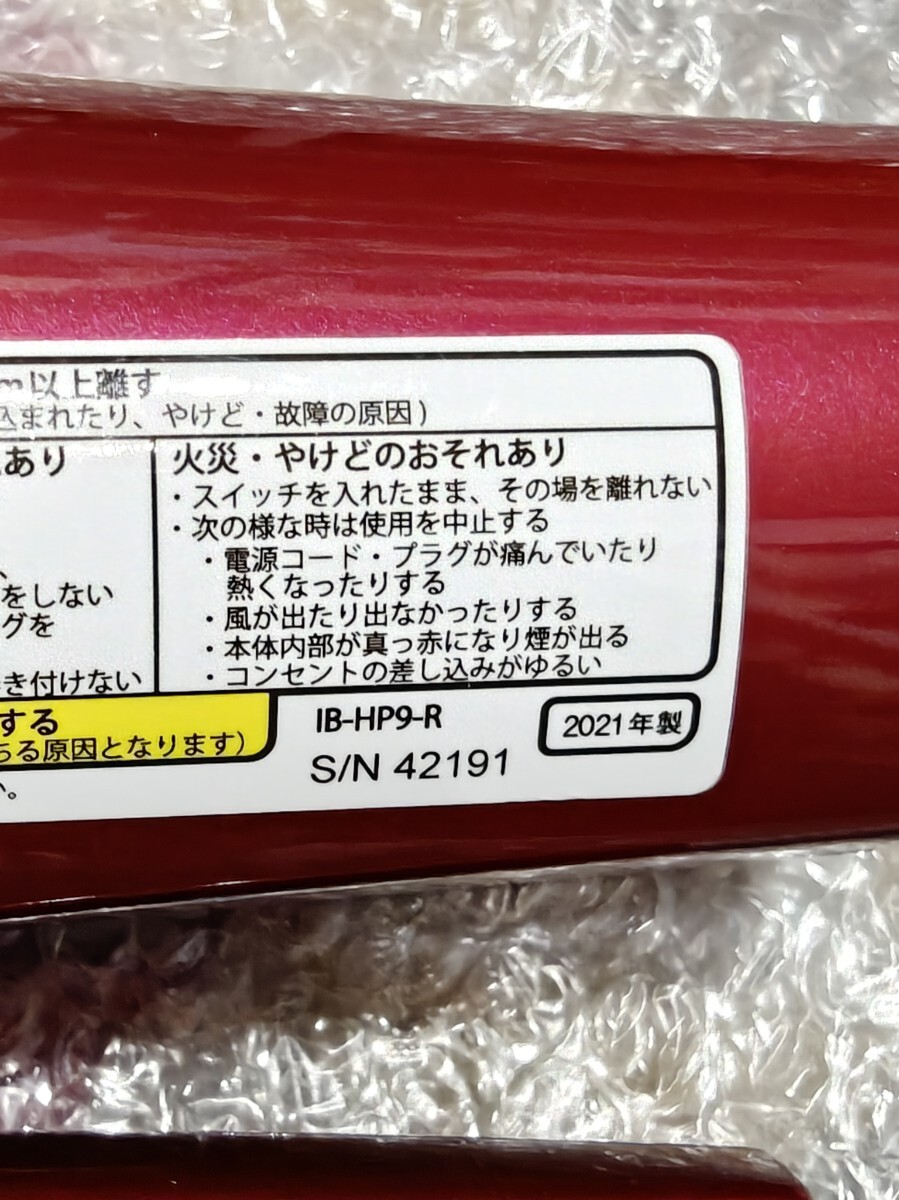 m以上離す
込まれたり、やけど・故障の原因)
あり
をしない
グを
き付けない
火災・やけどのおそれあり
・スイッチを入れたまま、その場を離れない
・次の様な時は使用を中止する
・電源コード・プラグが痛んでいたり
熱くなったりする
・風が出たり出なかったりする
・本体内部が真っ赤になり煙が出る
・コンセントの差し込みがゆるい
する
ちる原因となります)
い。
IB-HP9-R
S/N 42191
2021年製